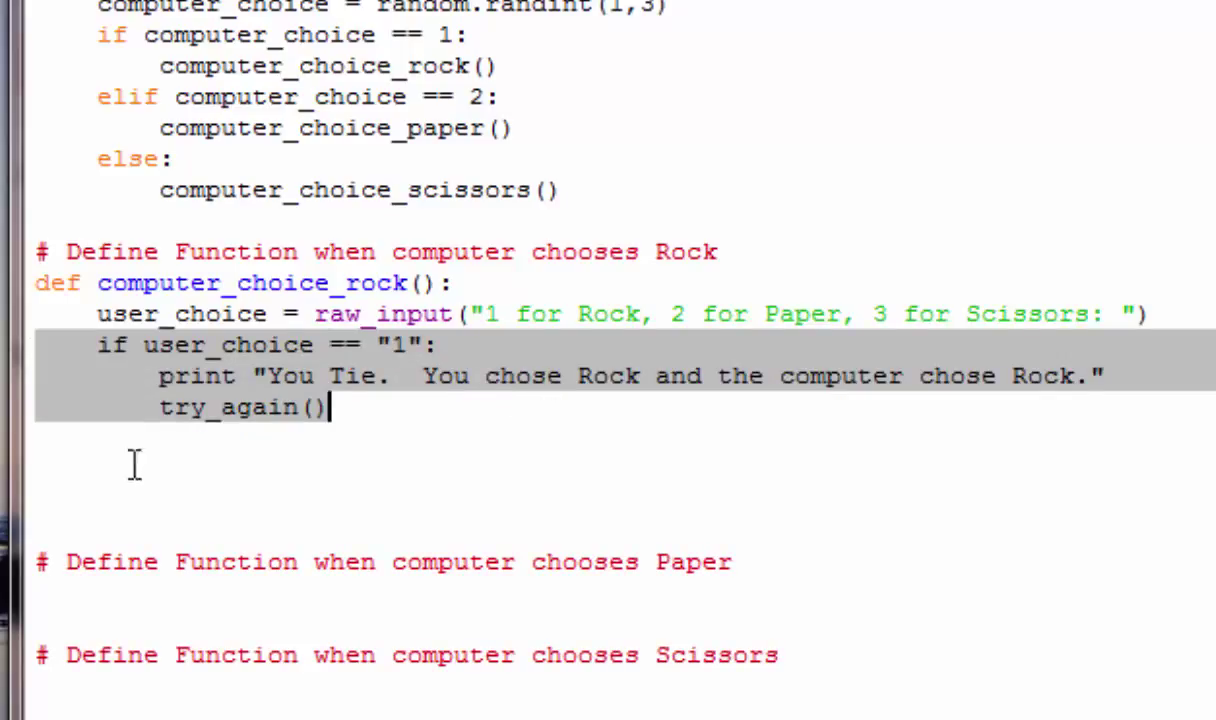 computer_choice = random.randint(1,3)
    if computer_choice == 1:
        computer_choice_rock()
    elif computer_choice == 2:
        computer_choice_paper()
    else:
        computer_choice_scissors()
# Define Function when computer chooses Rock
def computer_choice_rock():
    user_choice = raw_input("1 for Rock, 2 for Paper, 3 for Scissors: ")
    if user_choice == "1":
        print "You Tie.  You chose Rock and the computer chose Rock."
        try_again()
# Define Function when computer chooses Paper
# Define Function when computer chooses Scissors